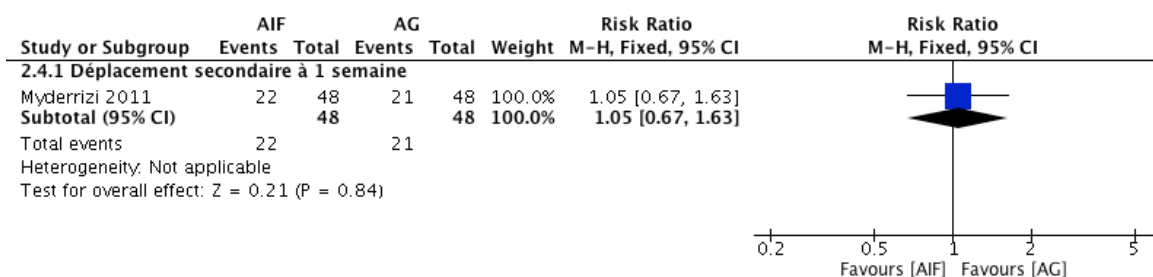 AIF AG Risk Ratio Risk Ratio
Study or Subgroup Events Total Events Total Weight M-H, Fixed, 95% CI M-H, Fixed, 95% CI
2.4.1 Déplacement secondaire à 1 semaine
Myderrizi 2011 22 48 21 48 100.0% 1.05 [0.67, 1.63]
Subtotal (95% CI) 48 48 100.0% 1.05 [0.67, 1.63]
Total events 22 21
Heterogeneity: Not applicable
Test for overall effect: Z = 0.21 (P = 0.84)
0.2 0.5 1 2 5
Favours [AIF] Favours [AG]